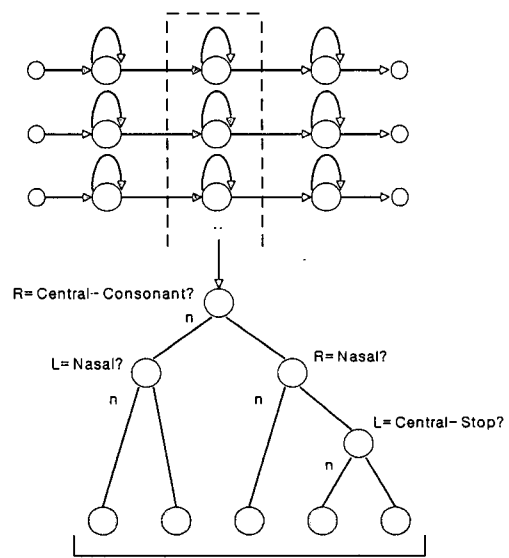 R=Central-Consonant?
n
L=Nasal?
R=Nasal?
n
n
L=Central-Stop?
n